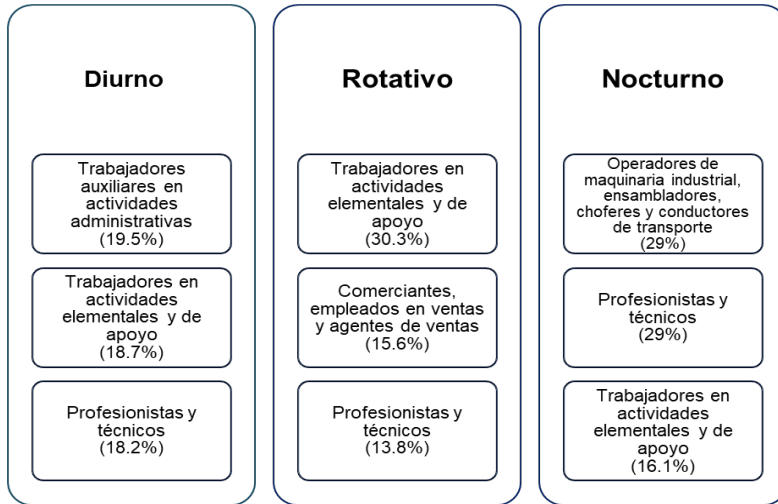 Diurno
Trabajadores
auxiliares en
actividades
administrativas
(19.5%)
Trabajadores en
actividades
elementales y de
apoyo
(18.7%)
Profesionistas y
técnicos
(18.2%)
Rotativo
Trabajadores en
actividades
elementales y de
apoyo
(30.3%)
Comerciantes,
empleados en ventas
y agentes de ventas
(15.6%)
Profesionistas y
técnicos
(13.8%)
Nocturno
Operadores de
maquinaria industrial,
ensambladores,
choferes y conductores
de transporte
(29%)
Profesionistas y
técnicos
(29%)
Trabajadores en
actividades
elementales y de
apoyo
(16.1%)